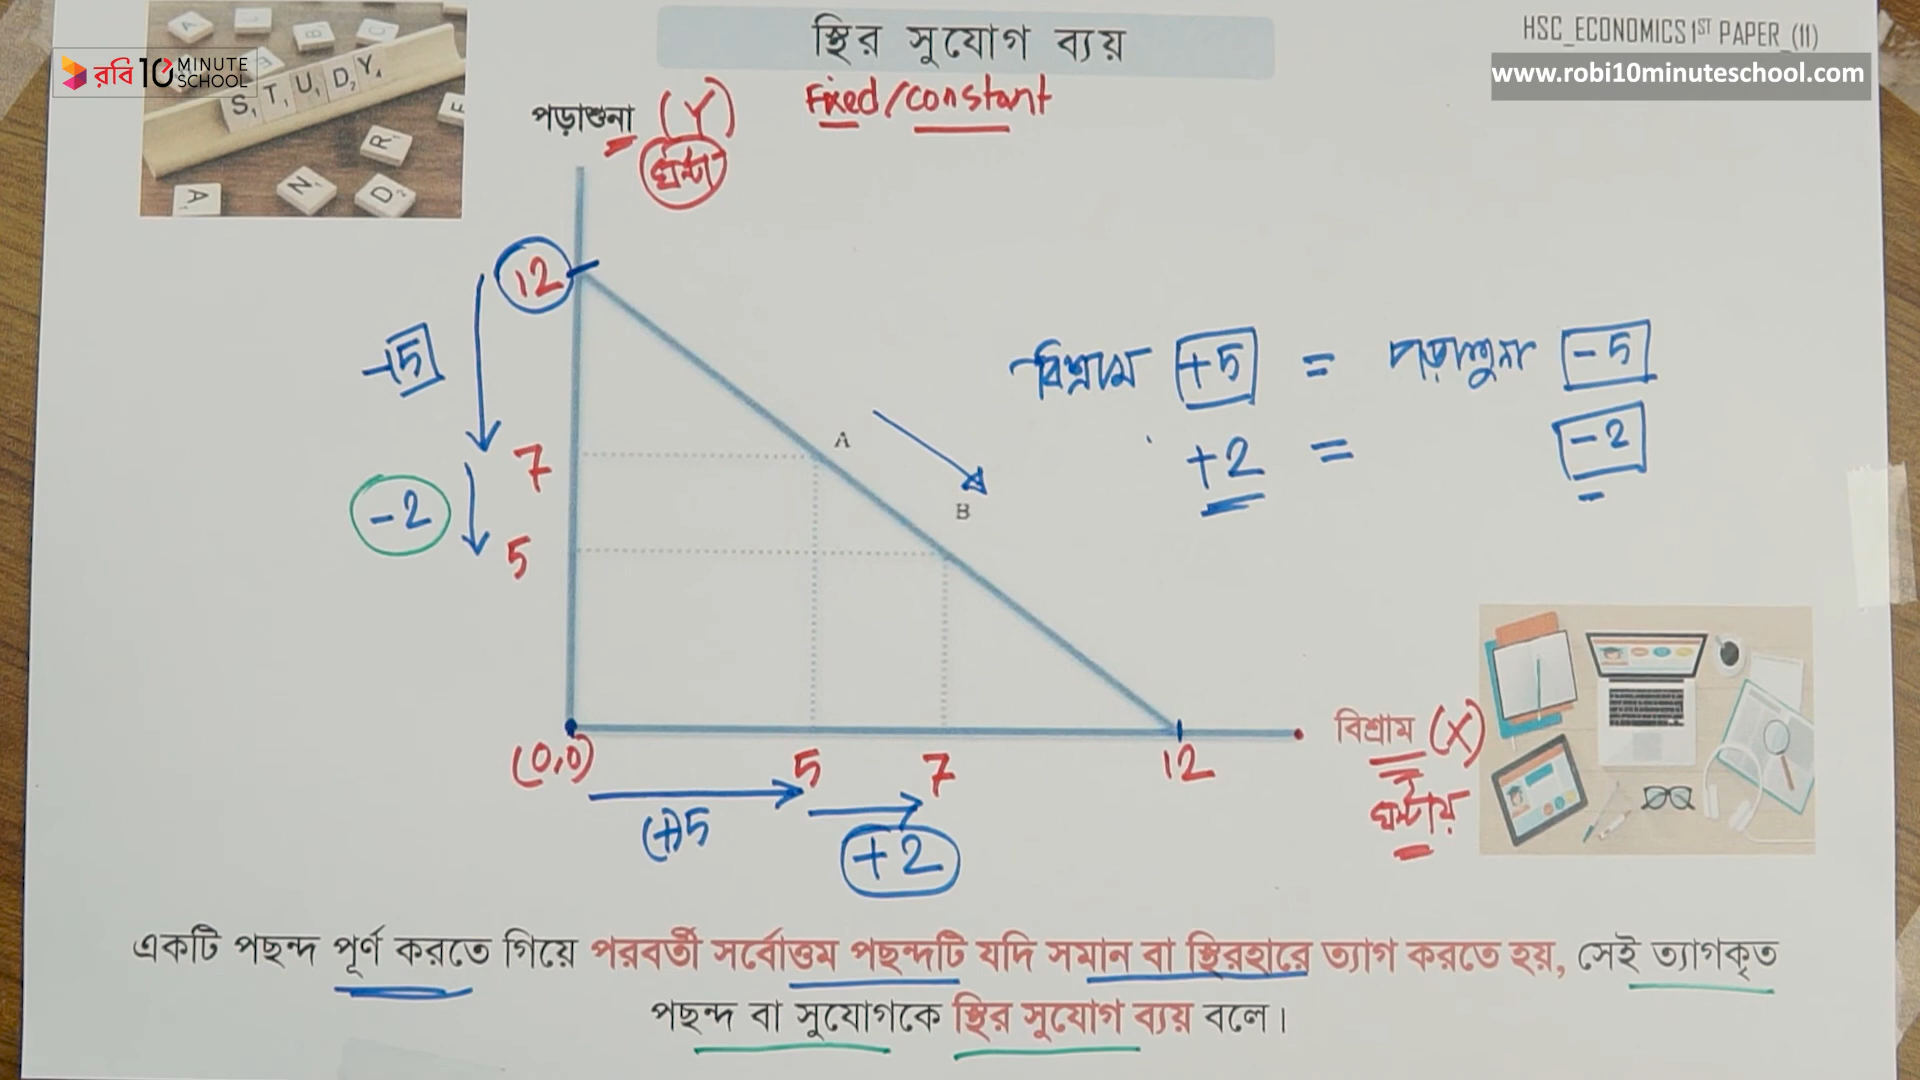 স্থির সুযোগ ব্যয়
HSC_ECONOMICS 1ST PAPER_(11)
রবি 10 MINUTE SCHOOL
www.robi10minuteschool.com
S T U D Y
R
A N D
Fixed/constant
পড়াশুনা (Y)
ঘন্টা
12
-5
7
-2
5
A
B
বিশ্রাম +5 = পড়াশুনা -5
+2 = -2
(0,0) 5 7 12
বিশ্রাম (X)
ঘন্টায়
(+)5
+2
একটি পছন্দ পূর্ণ করতে গিয়ে পরবর্তী সর্বোত্তম পছন্দটি যদি সমান বা স্থিরহারে ত্যাগ করতে হয়, সেই ত্যাগকৃত
পছন্দ বা সুযোগকে স্থির সুযোগ ব্যয় বলে।